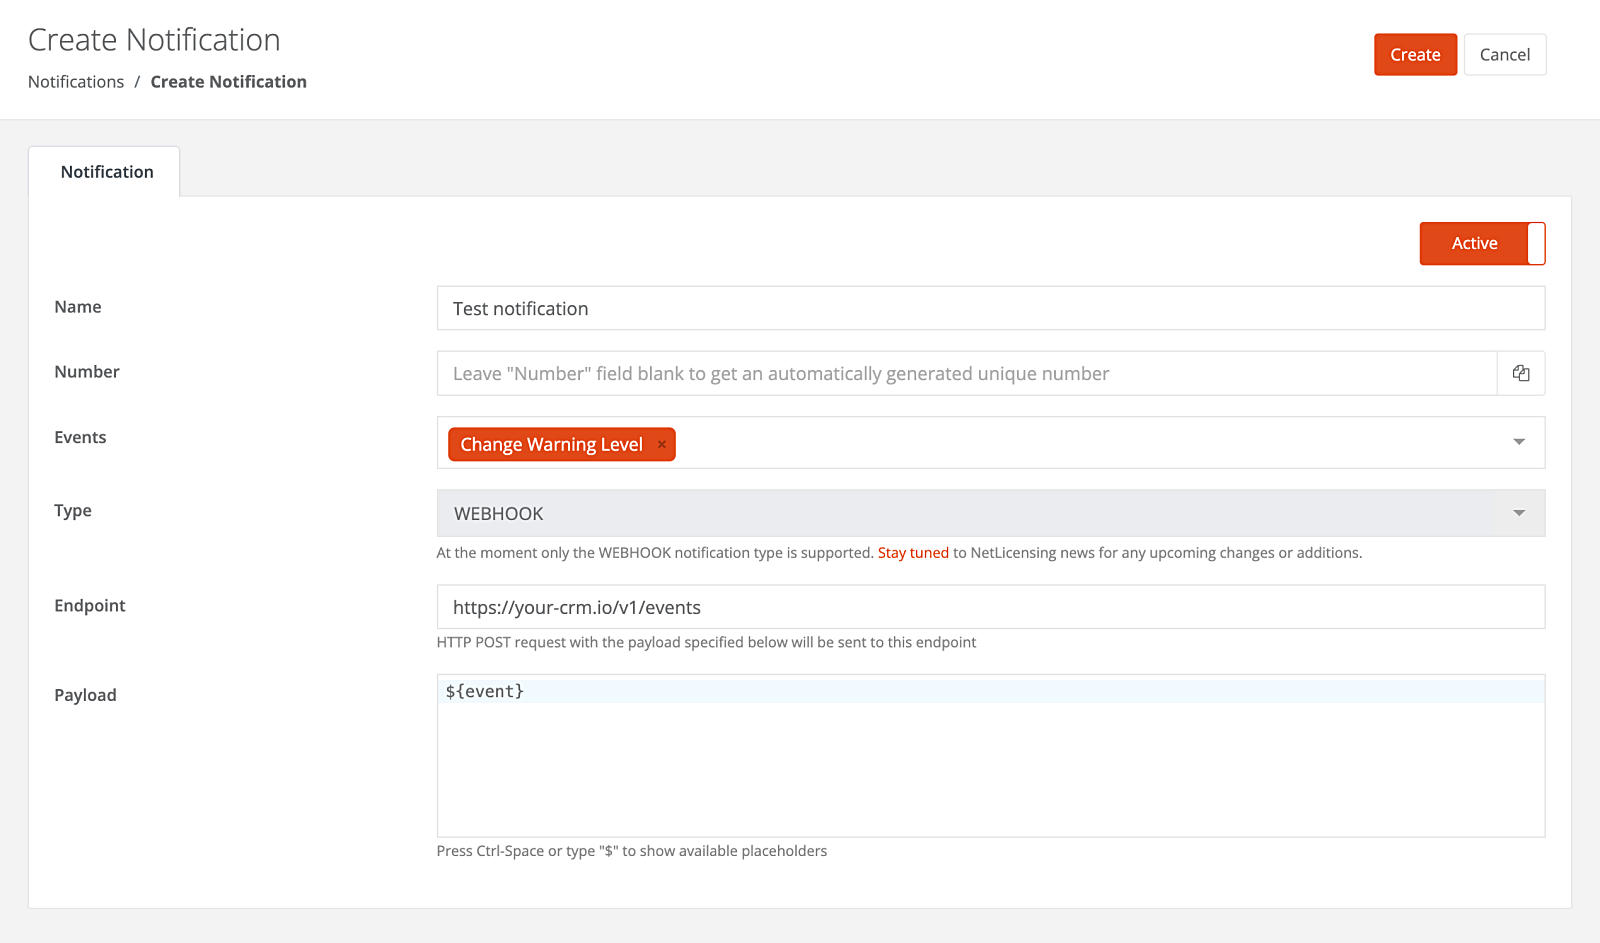 Create Notification
Notifications / Create Notification
Create
Cancel
Notification
Active
Name
Test notification
Number
Leave "Number" field blank to get an automatically generated unique number
Events
Change Warning Level ×
Type
WEBHOOK
At the moment only the WEBHOOK notification type is supported. Stay tuned to NetLicensing news for any upcoming changes or additions.
Endpoint
https://your-crm.io/v1/events
HTTP POST request with the payload specified below will be sent to this endpoint
Payload
${event}
Press Ctrl-Space or type "$" to show available placeholders